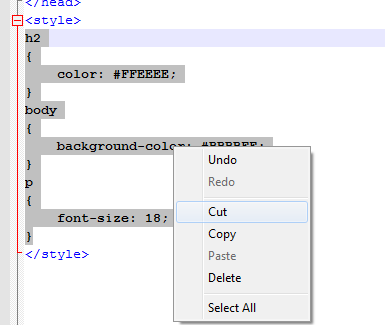 </head>
<style>
h2
{
color: #FFEEEE;
}
body
{
background-color:
}
p
{
font-size: 18;
}
</style>
Undo
Redo
Cut
Copy
Paste
Delete
Select All